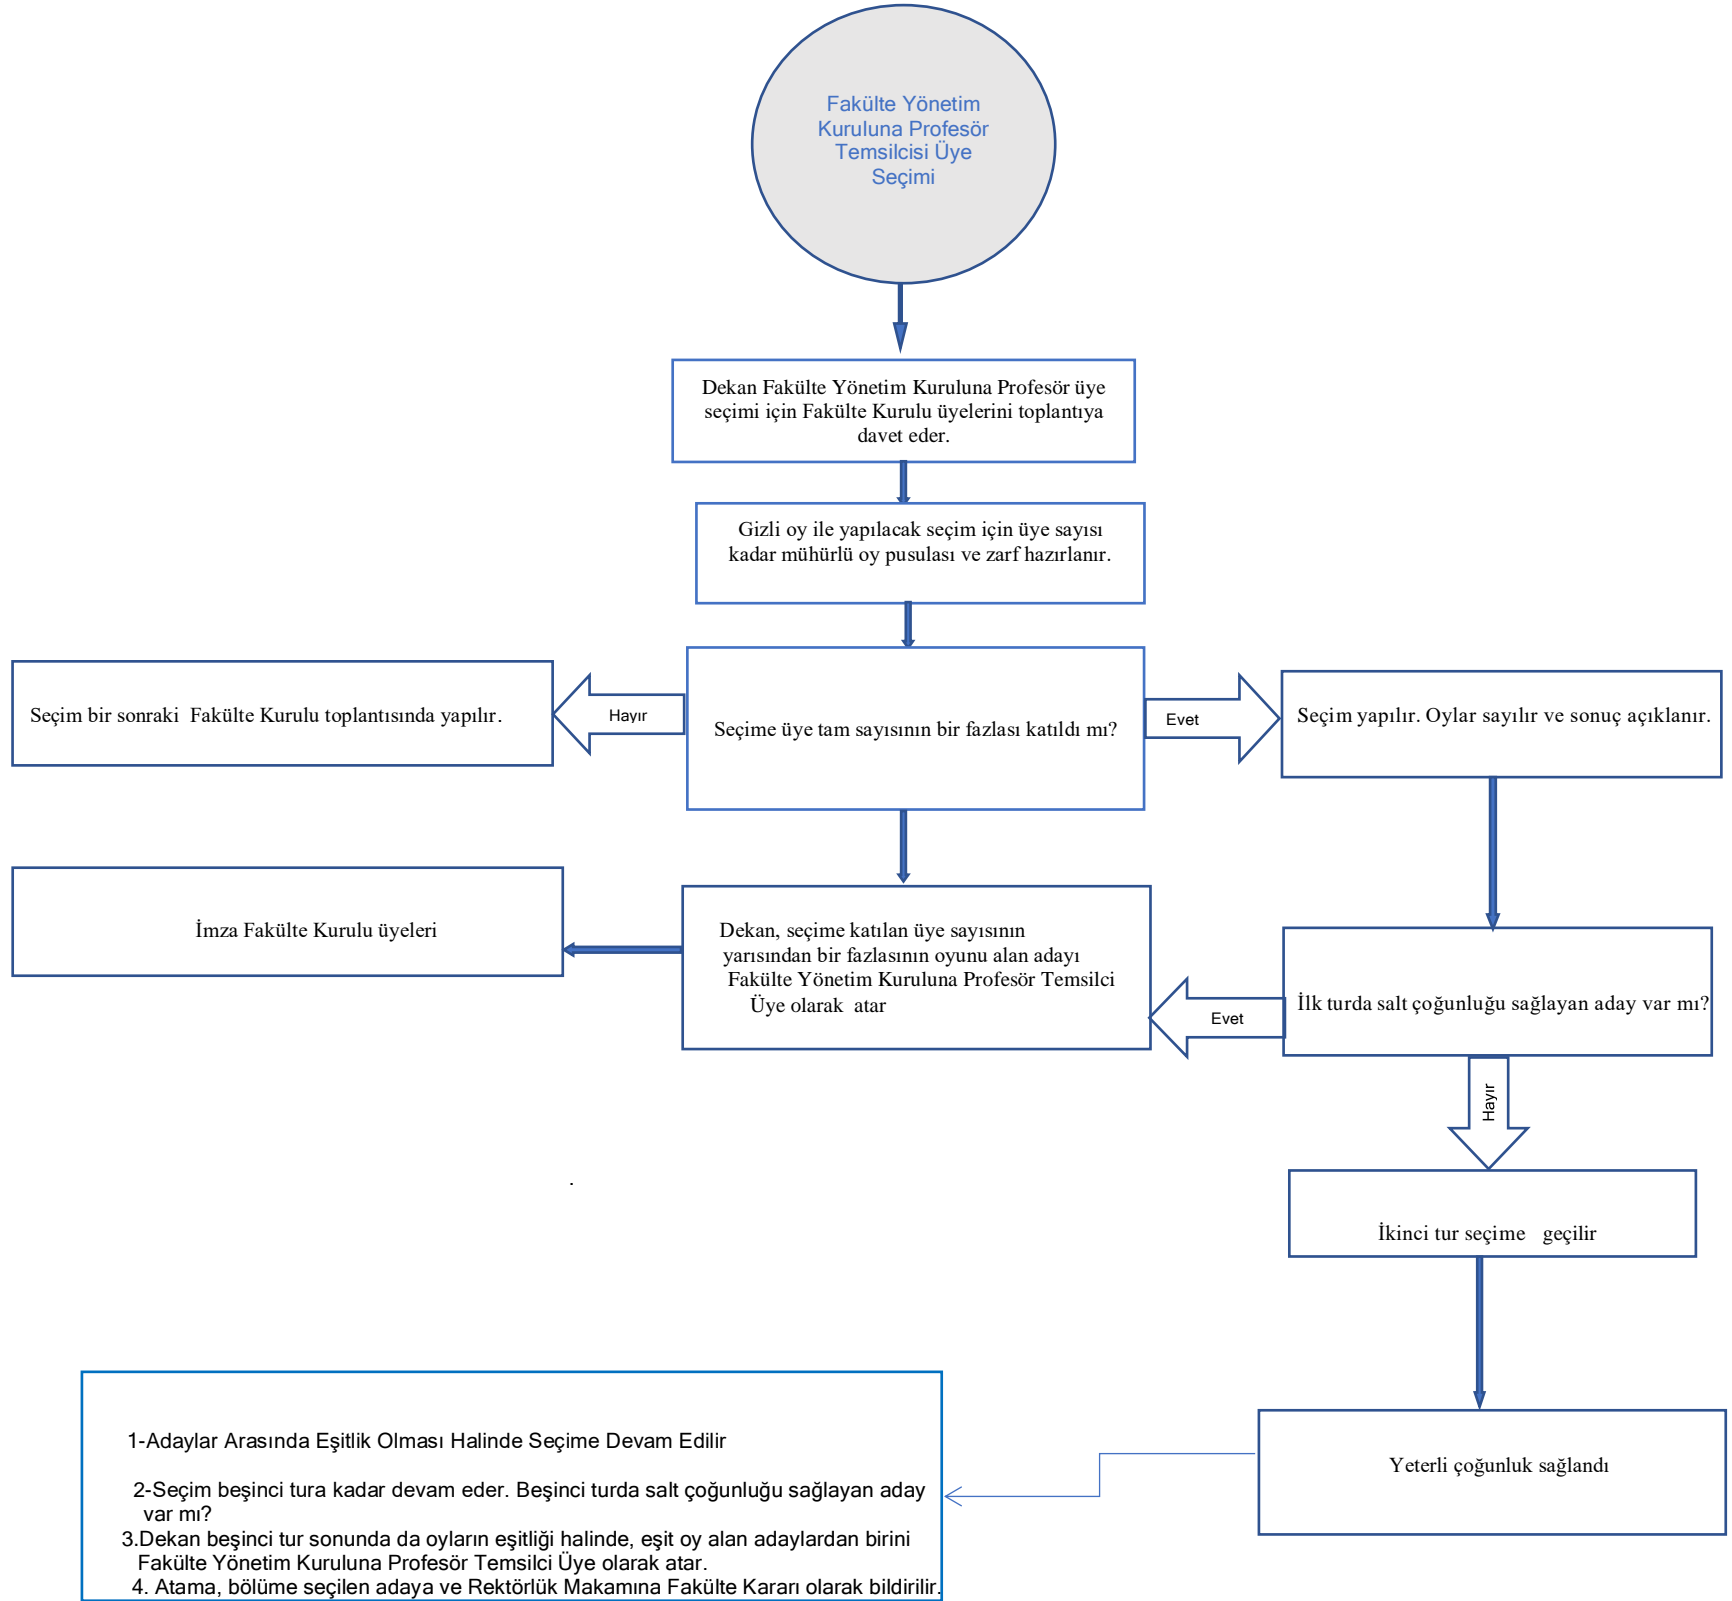 Fakülte Yönetim
Kuruluna Profesör
Temsilcisi Üye
Seçimi
Dekan Fakülte Yönetim Kuruluna Profesör üye
seçimi için Fakülte Kurulu üyelerini toplantıya
davet eder.
Gizli oy ile yapılacak seçim için üye sayısı
kadar mühürlü oy pusulası ve zarf hazırlanır.
Seçim bir sonraki Fakülte Kurulu toplantısında yapılır.
Hayır
Seçime üye tam sayısının bir fazlası katıldı mı?
Evet
Seçim yapılır. Oylar sayılır ve sonuç açıklanır.
İmza Fakülte Kurulu üyeleri
Dekan, seçime katılan üye sayısının
yarısından bir fazlasının oyunu alan adayı
Fakülte Yönetim Kuruluna Profesör Temsilci
Üye olarak atar
Evet
İlk turda salt çoğunluğu sağlayan aday var mı?
Hayır
.
İkinci tur seçime geçilir
Yeterli çoğunluk sağlandı
1-Adaylar Arasında Eşitlik Olması Halinde Seçime Devam Edilir
2-Seçim beşinci tura kadar devam eder. Beşinci turda salt çoğunluğu sağlayan aday
var mı?
3.Dekan beşinci tur sonunda da oyların eşitliği halinde, eşit oy alan adaylardan birini
Fakülte Yönetim Kuruluna Profesör Temsilci Üye olarak atar.
4. Atama, bölüme seçilen adaya ve Rektörlük Makamına Fakülte Kararı olarak bildirilir.